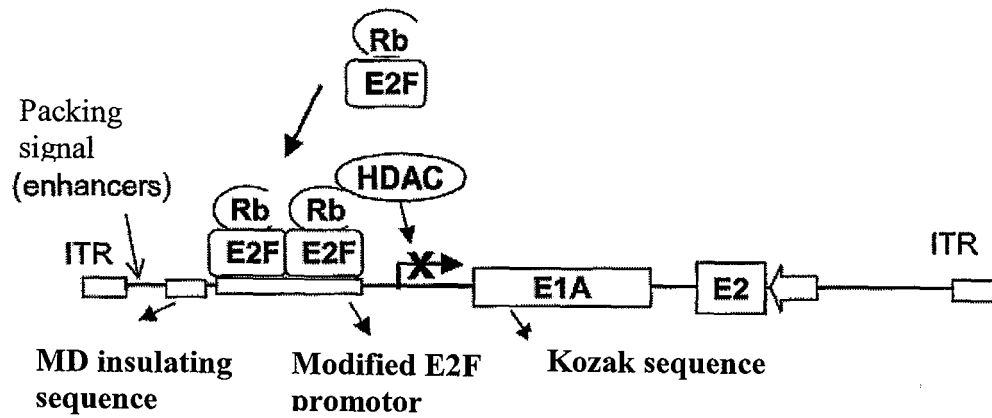 Rb
E2F
Packing
signal
(enhancers)
HDAC
Rb Rb
E2F E2F
ITR
X
ITR
E1A
E2
MD insulating
sequence
Modified E2F
promotor
Kozak sequence